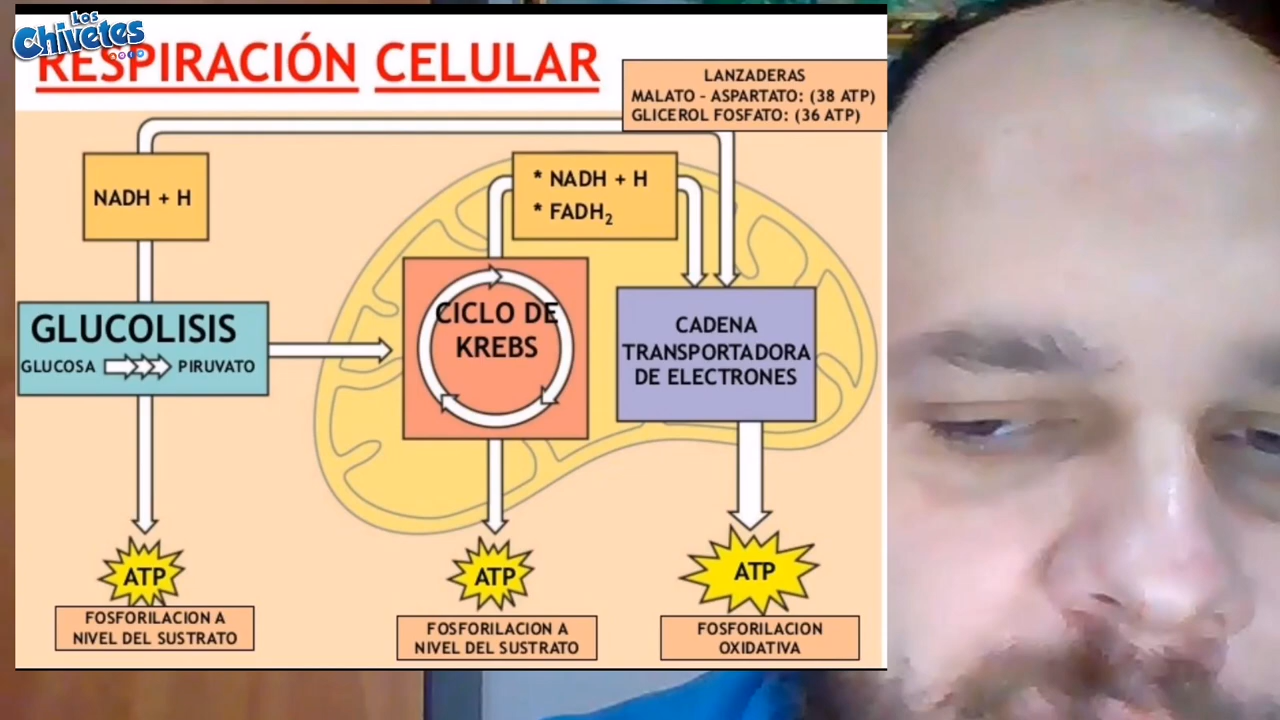 Los
Chivetes
RESPIRACIÓN CELULAR
LANZADERAS
MALATO - ASPARTATO: (38 ATP)
GLICEROL FOSFATO: (36 ATP)
NADH + H
* NADH + H
* FADH₂
GLUCOLISIS
GLUCOSA PIRUVATO
CICLO DE
KREBS
CADENA
TRANSPORTADORA
DE ELECTRONES
ATP
ATP
ATP
FOSFORILACION A
NIVEL DEL SUSTRATO
FOSFORILACION A
NIVEL DEL SUSTRATO
FOSFORILACION
OXIDATIVA